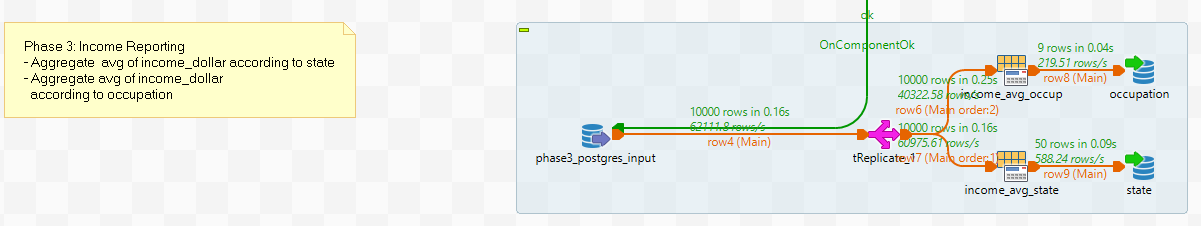 Phase 3: Income Reporting
- Aggregate avg of income_dollar according to state
- Aggregate avg of income_dollar
according to occupation
ok
OnComponentOk
10000 rows in 0.16s
62111.8 rows/s
row4 (Main)
phase3_postgres_input
tReplicate_1
10000 rows in 0.25s
40322.58 rows/s
row6 (Main order:2)
10000 rows in 0.16s
60975.61 rows/s
row7 (Main order:1)
income_avg_occup
9 rows in 0.04s
219.51 rows/s
row8 (Main)
occupation
income_avg_state
50 rows in 0.09s
588.24 rows/s
row9 (Main)
state